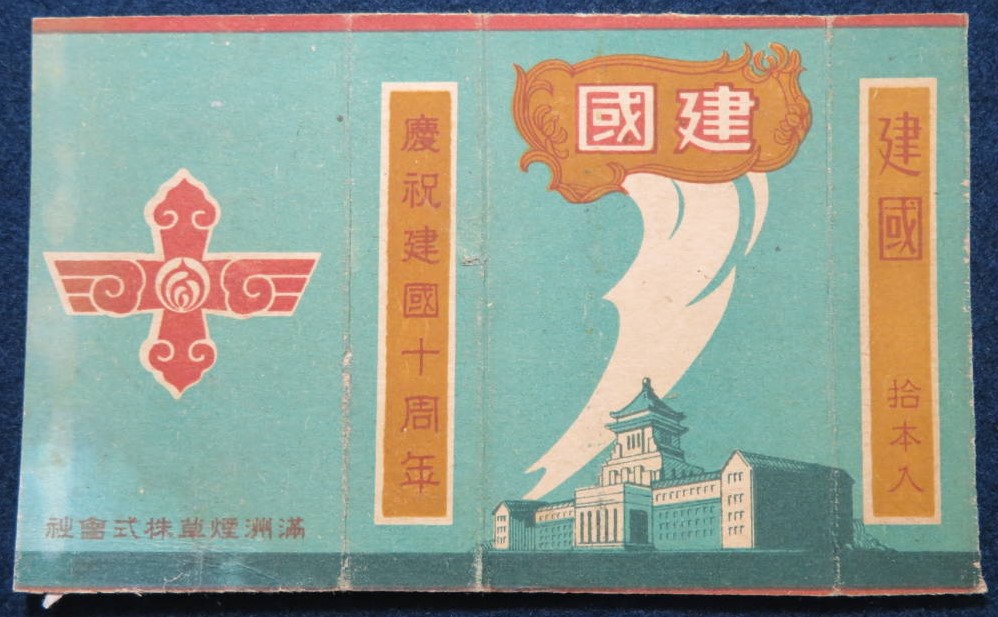 建國
拾本入
建國
慶祝建國十周年
滿洲煙草株式會社